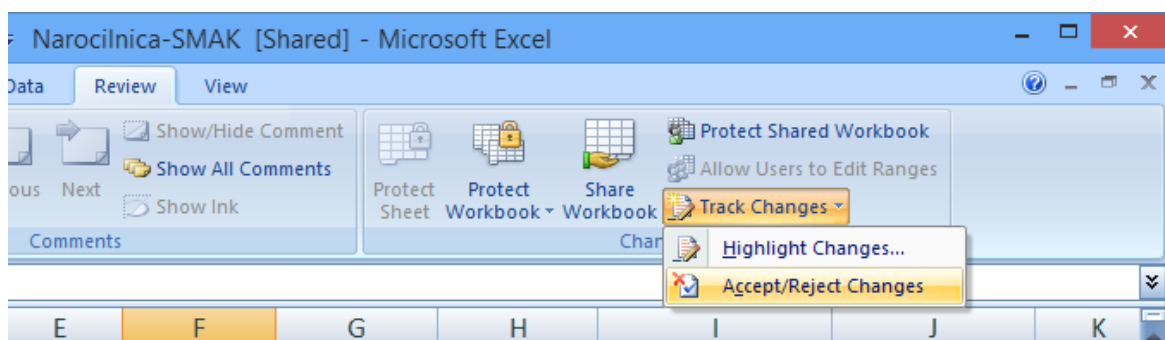 Narocilnica-SMAK [Shared] - Microsoft Excel
Data Review View
Show/Hide Comment
Show All Comments
Show Ink
ous Next
Comments
Protect Sheet
Protect Workbook
Share Workbook
Protect Shared Workbook
Allow Users to Edit Ranges
Track Changes
Chan
Highlight Changes...
Accept/Reject Changes
E F G H I J K